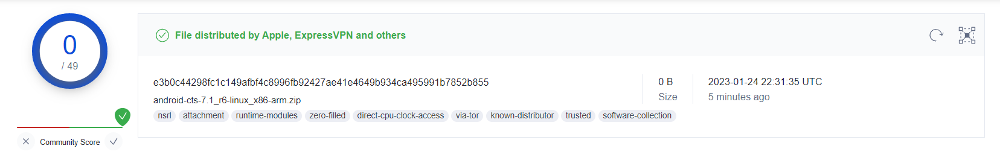 0
/ 49
Community Score
File distributed by Apple, ExpressVPN and others
e3b0c44298fc1c149afbf4c8996fb92427ae41e4649b934ca495991b7852b855
android-cts-7.1_r6-linux_x86-arm.zip
nsrl attachment runtime-modules zero-filled direct-cpu-clock-access via-tor known-distributor trusted software-collection
0 B
Size
2023-01-24 22:31:35 UTC
5 minutes ago